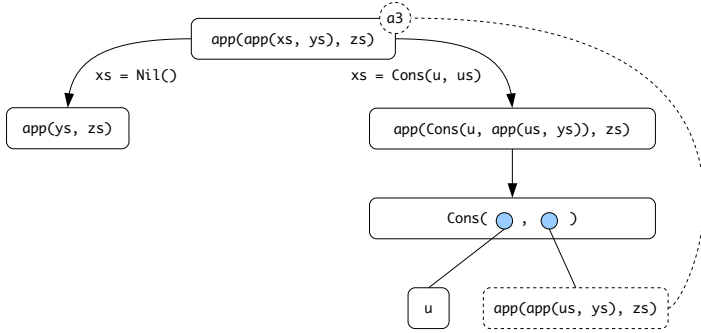 a3
app(app(xs, ys), zs)
xs = Nil()
xs = Cons(u, us)
app(ys, zs)
app(Cons(u, app(us, ys)), zs)
Cons( , )
u
app(app(us, ys), zs)